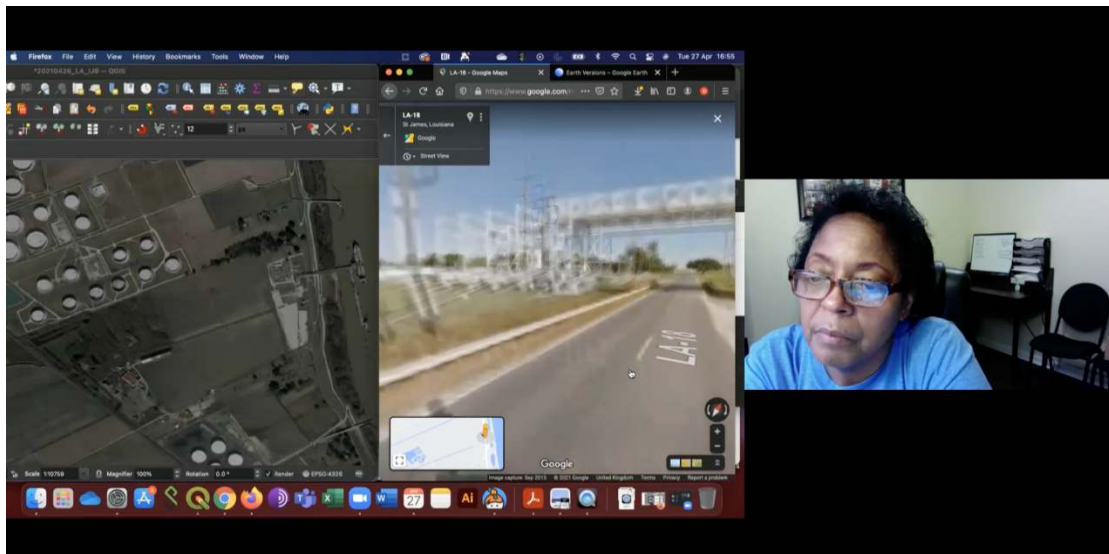 Firefox File Edit View History Bookmarks Tools Window Help
Tue 27 Apr 16:55
*20210426_LA_IJB — QGIS
LA-18 - Google Maps
Earth Versions – Google Earth
https://www.google.com/
12
px
LA-18
St James, Louisiana
Google
Street View
LA-18
Google
Image capture: Sep 2013 © 2021 Google United Kingdom Terms Privacy Report a problem
Scale 1:10759 Magnifier 100% Rotation 0.0 ° Render EPSG:4326
27
Ai